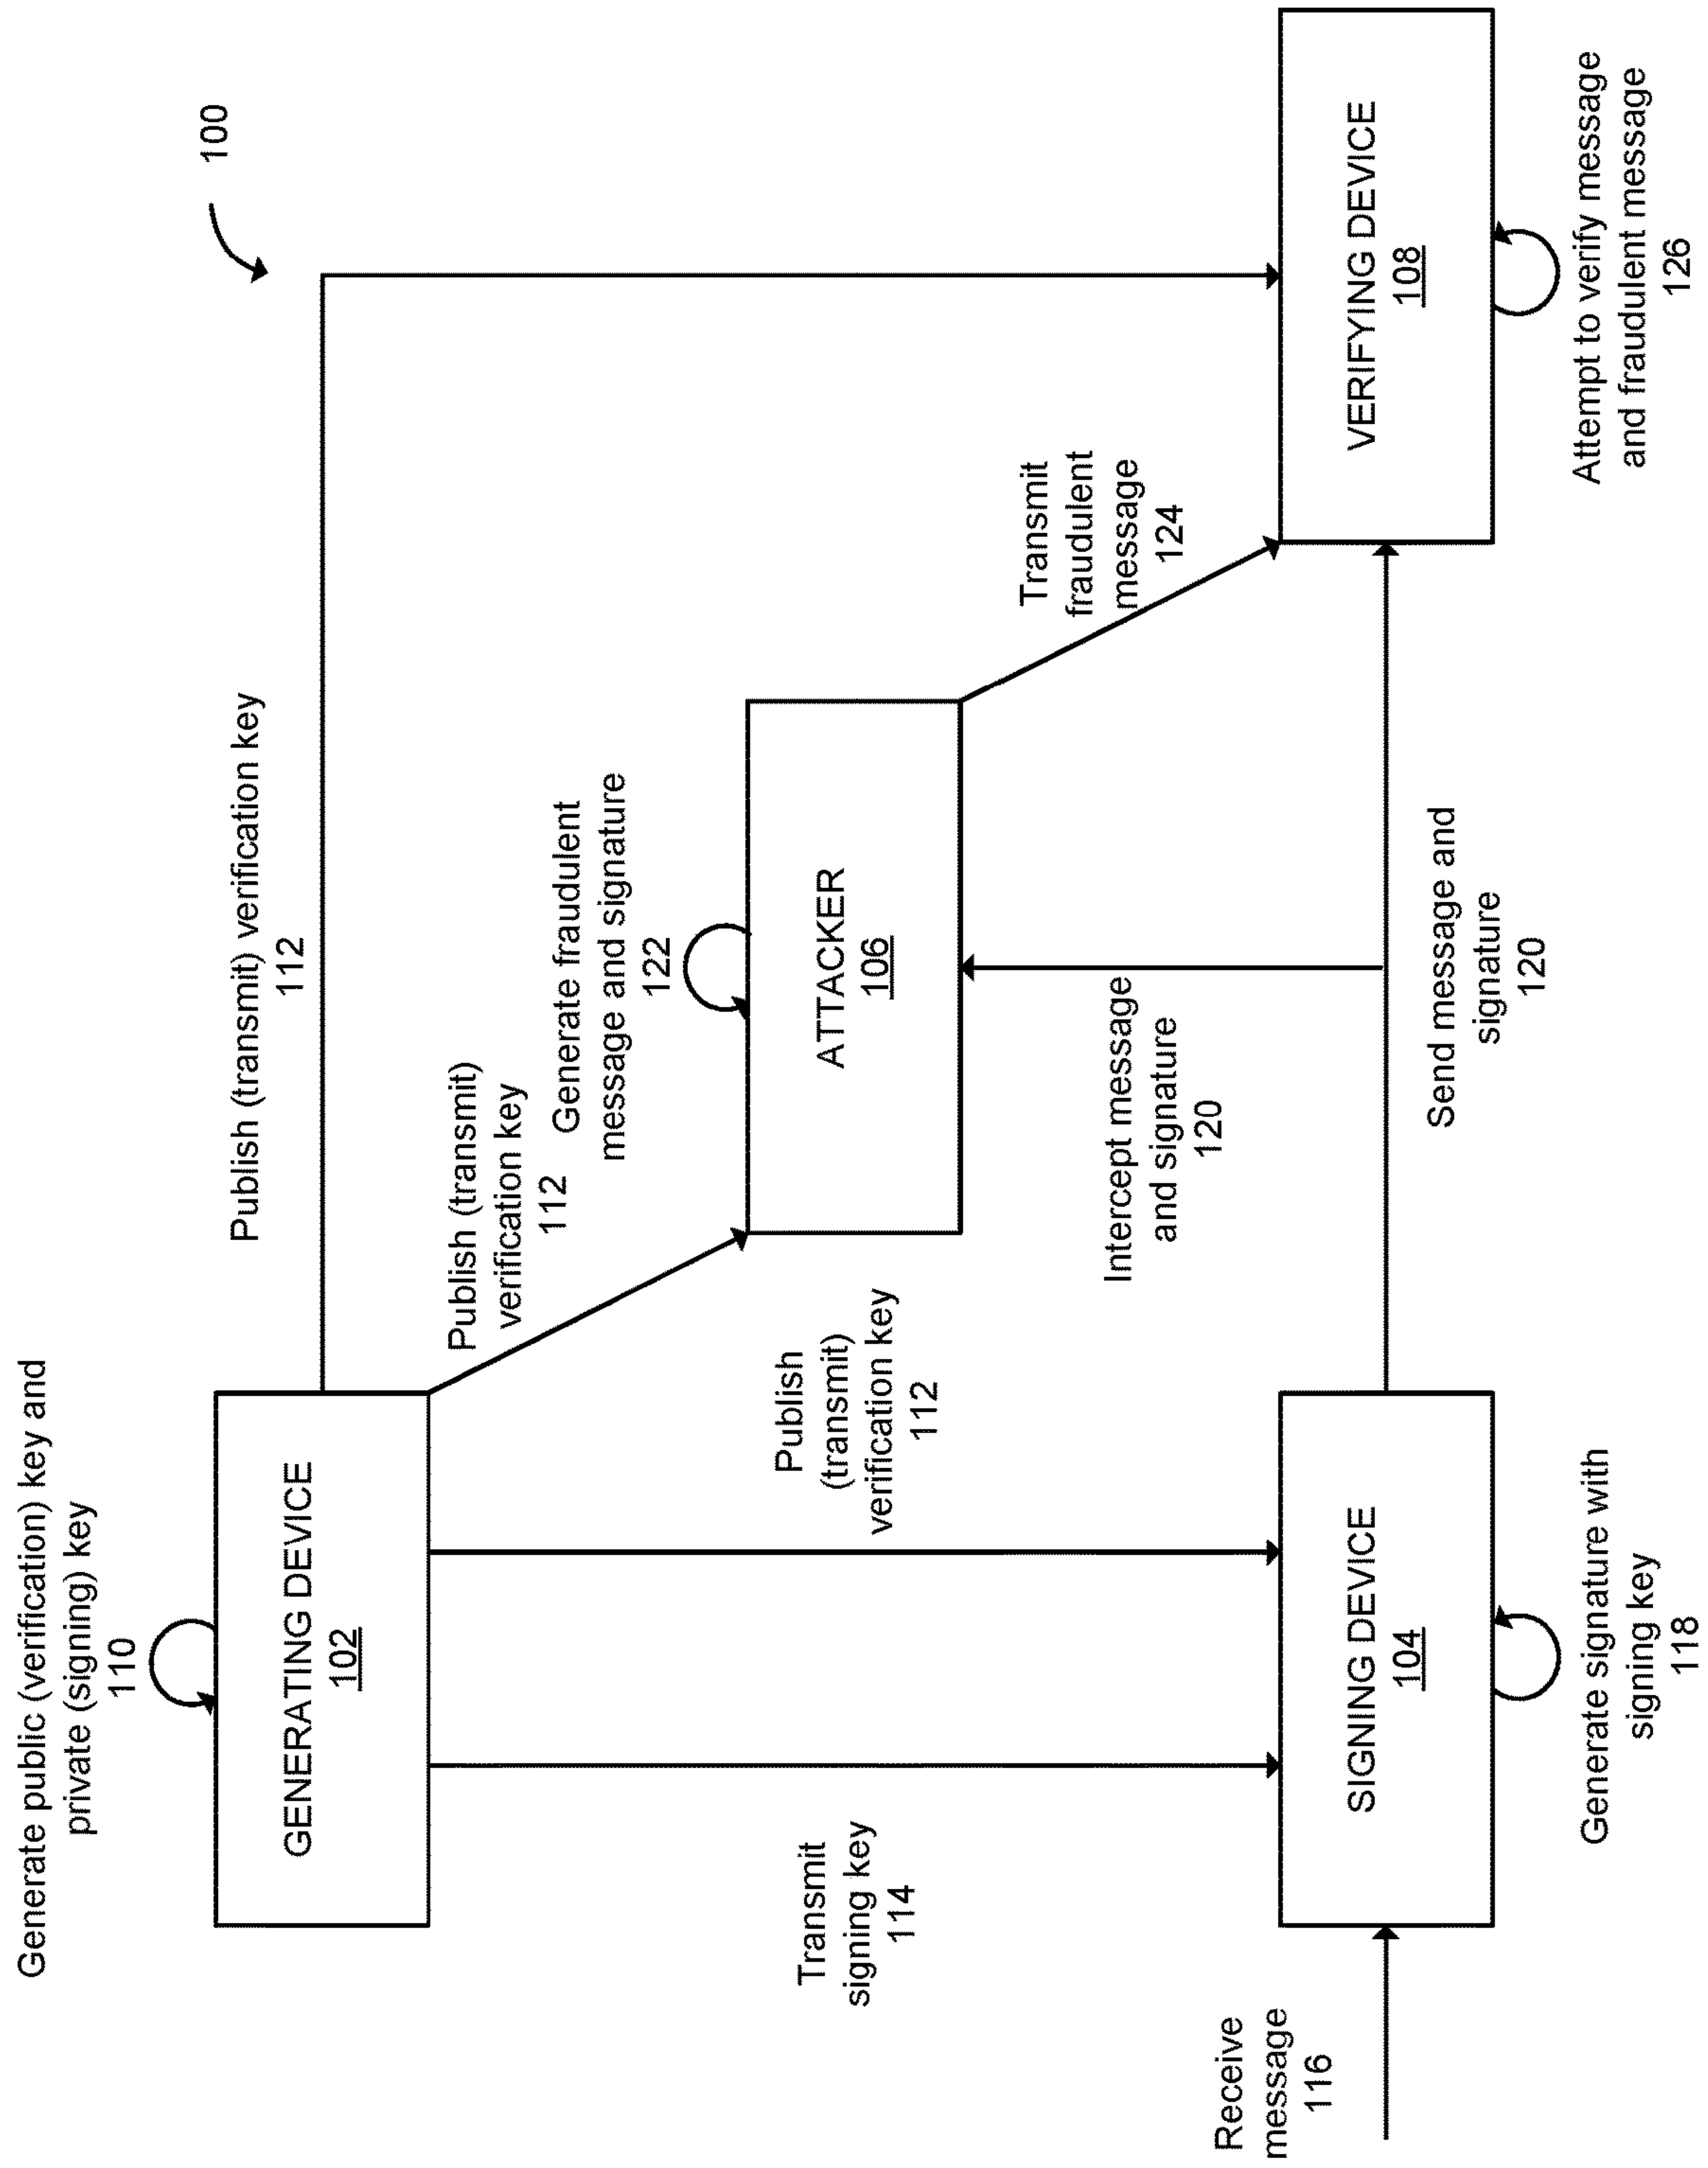 100
Generate public (verification) key and
private (signing) key
110
GENERATING DEVICE
102
Publish (transmit) verification key
112
Publish (transmit)
verification key
112
Generate fraudulent
message and signature
122
Transmit
signing key
114
Publish
(transmit)
verification key
112
ATTACKER
106
Transmit
fraudulent
message
124
Intercept message
and signature
120
Receive
message
116
SIGNING DEVICE
104
Generate signature with
signing key
118
Send message and
signature
120
VERIFYING DEVICE
108
Attempt to verify message
and fraudulent message
126